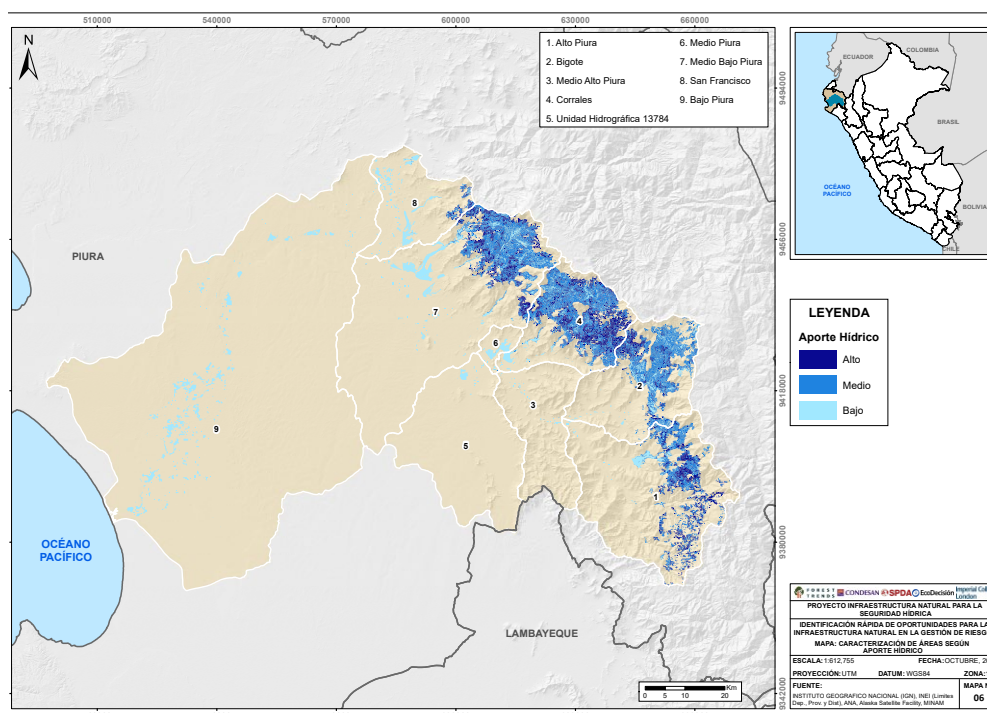 510000 540000 570000 600000 630000 660000
N
1. Alto Piura
2. Bigote
3. Medio Alto Piura
4. Corrales
5. Unidad Hidrográfica 13784
6. Medio Piura
7. Medio Bajo Piura
8. San Francisco
9. Bajo Piura
9494000
9456000
9418000
9380000
9342000
PIURA
8
7
4
6
2
3
9
5
1
OCÉANO
PACÍFICO
LAMBAYEQUE
Km
0 5 10 20
COLOMBIA
ECUADOR
BRASIL
OCÉANO
PACÍFICO
BOLIVIA
CHILE
LEYENDA
Aporte Hídrico
Alto
Medio
Bajo
FOREST TRENDS CONDESAN SPDA EcoDecisión Imperial Coll
London
PROYECTO INFRAESTRUCTURA NATURAL PARA LA
SEGURIDAD HÍDRICA
IDENTIFICACIÓN RÁPIDA DE OPORTUNIDADES PARA LA
INFRAESTRUCTURA NATURAL EN LA GESTIÓN DE RIESG
MAPA: CARACTERIZACIÓN DE ÁREAS SEGÚN
APORTE HÍDRICO
ESCALA: 1:612,755 FECHA: OCTUBRE, 20
PROYECCIÓN: UTM DATUM: WGS84 ZONA:
FUENTE: MAPA N
INSTITUTO GEOGRAFICO NACIONAL (IGN), INEI (Limites
Dep., Prov. y Dist), ANA, Alaska Satellite Facility, MINAM
06